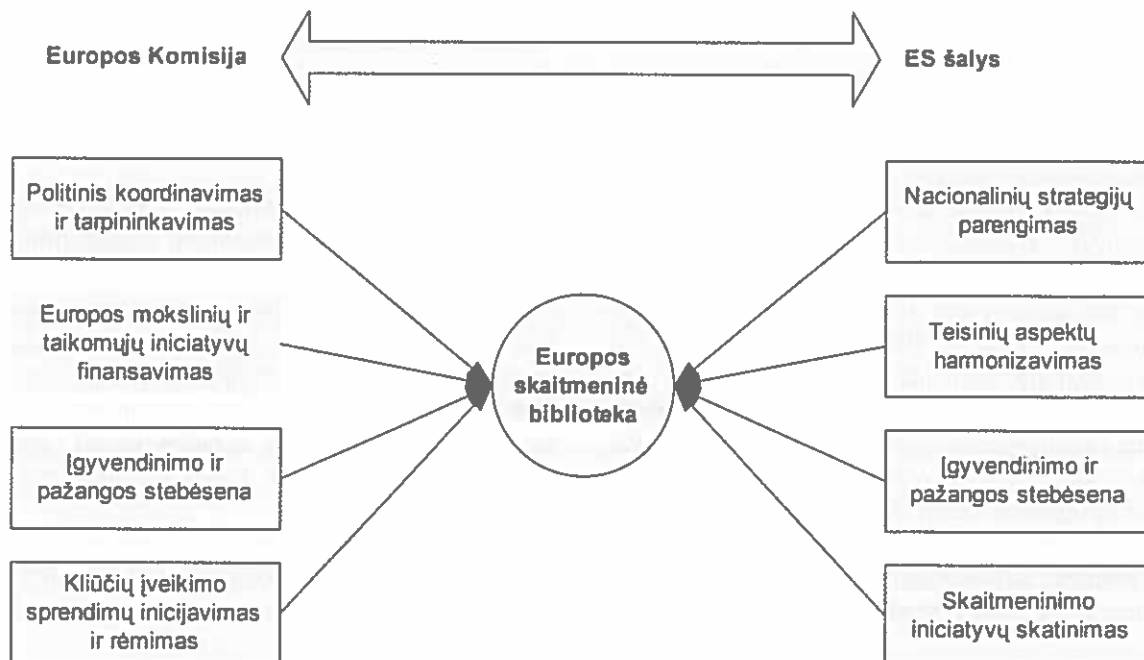 Europos Komisija
ES šalys
Politinis koordinavimas
ir tarpininkavimas
Europos mokslinių ir
taikomųjų iniciatyvų
finansavimas
Įgyvendinimo ir
pažangos stebėsena
Kliūčių įveikimo
sprendimų inicijavimas
ir rėmimas
Europos
skaitmeninė
biblioteka
Nacionalinių strategijų
parengimas
Teisinių aspektų
harmonizavimas
Įgyvendinimo ir
pažangos stebėsena
Skaitmeninimo
iniciatyvų skatinimas